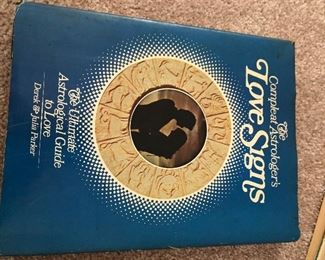 The
Compleat Astrologer's
Love Signs
The Ultimate
Astrological Guide
to Love
Derek & Julia Parker